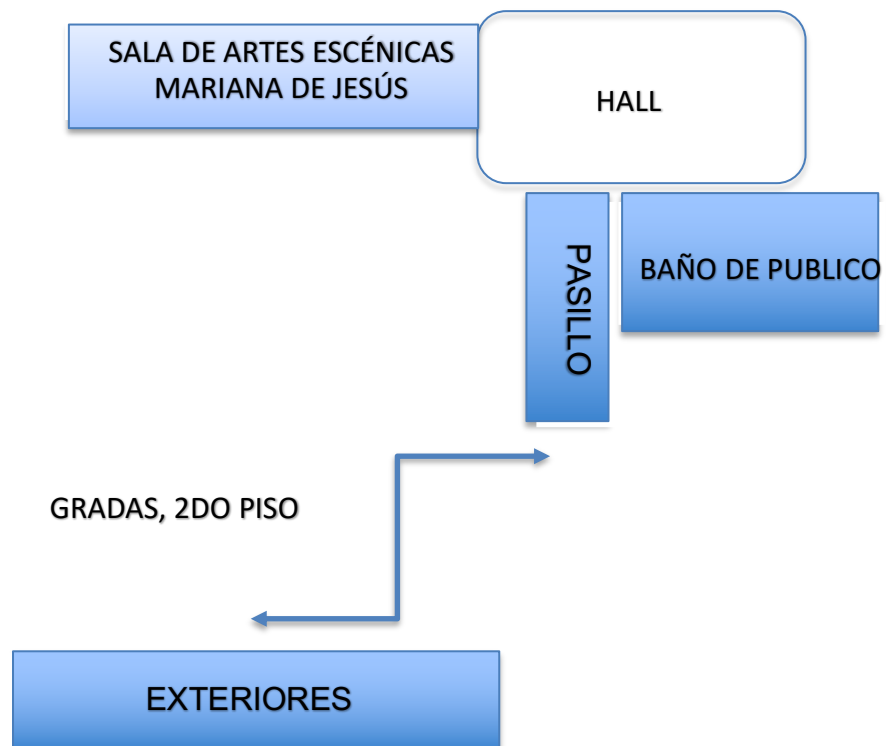 SALA DE ARTES ESCÉNICAS
MARIANA DE JESÚS
HALL
PASILLO
BAÑO DE PUBLICO
GRADAS, 2DO PISO
EXTERIORES